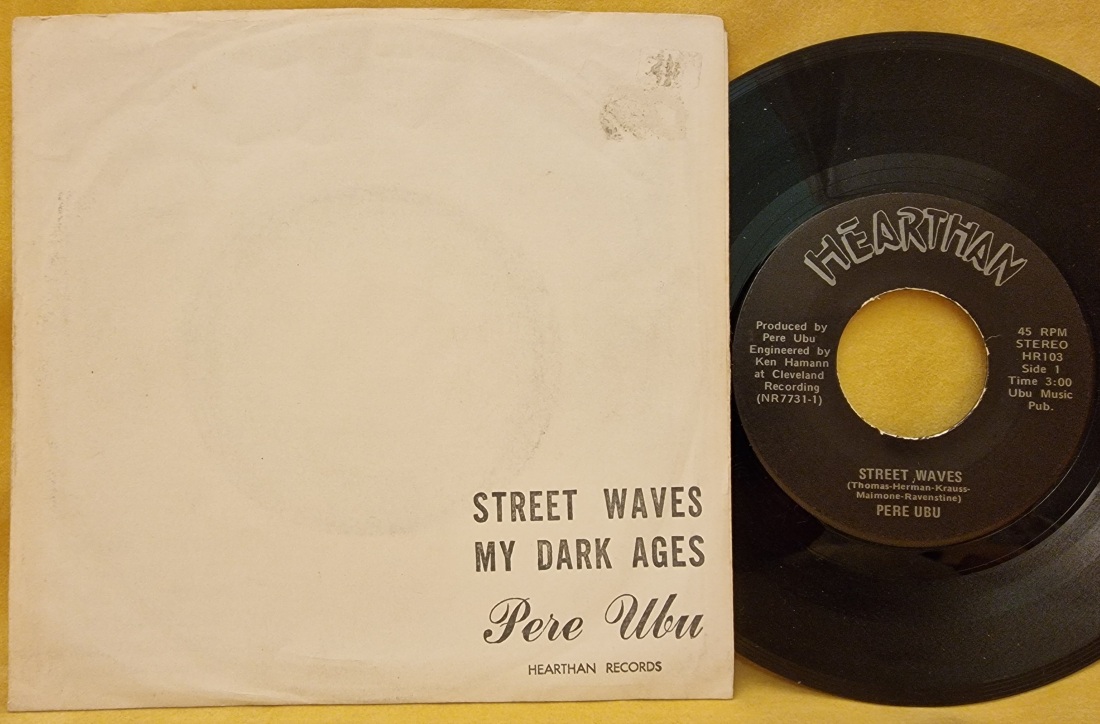 STREET WAVES
MY DARK AGES
Pere Ubu
HEARTHAN RECORDS
HEARTHAN
Produced by
Pere Ubu
Engineered by
Ken Hamann
at Cleveland
Recording
(NR7731-1)
45 RPM
STEREO
HR103
Side 1
Time 3:00
Ubu Music
Pub.
STREET WAVES
(Thomas-Herman-Krauss-
Maimone-Ravenstine)
PERE UBU